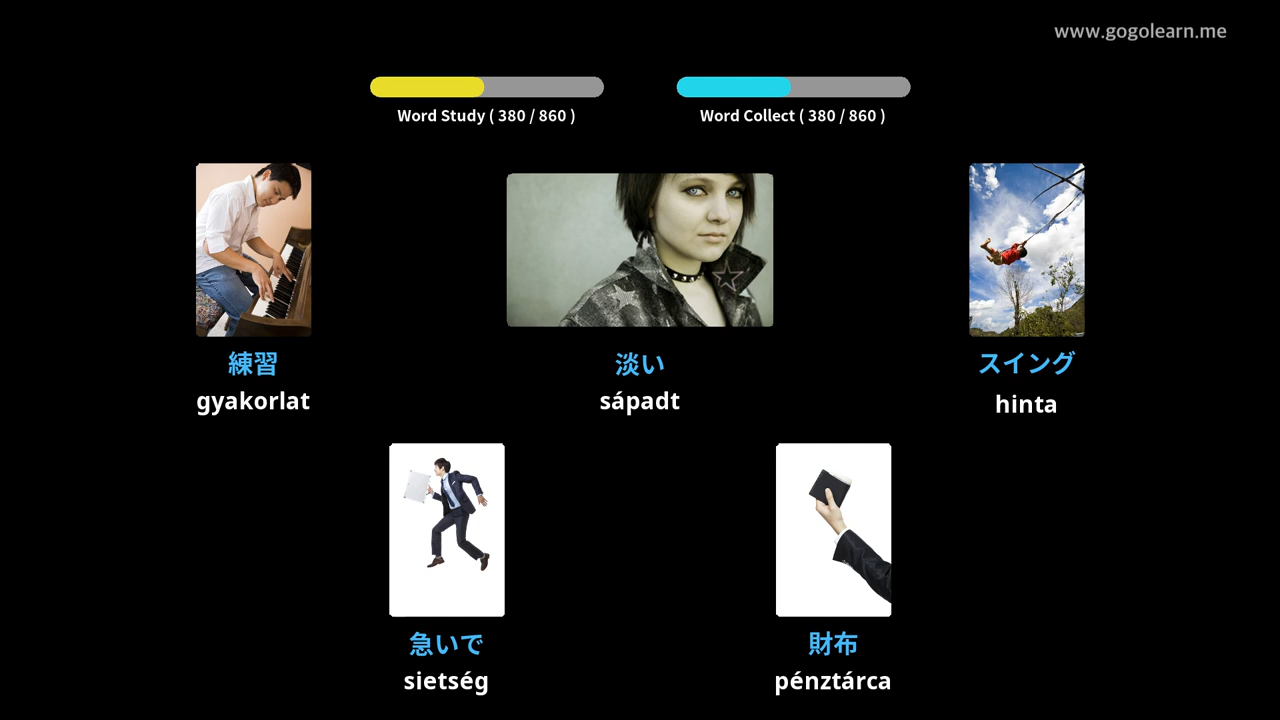 www.gogolearn.me
Word Study ( 380 / 860 )
Word Collect ( 380 / 860 )
練習
gyakorlat
淡い
sápadt
スイング
hinta
急いで
sietség
財布
pénztárca